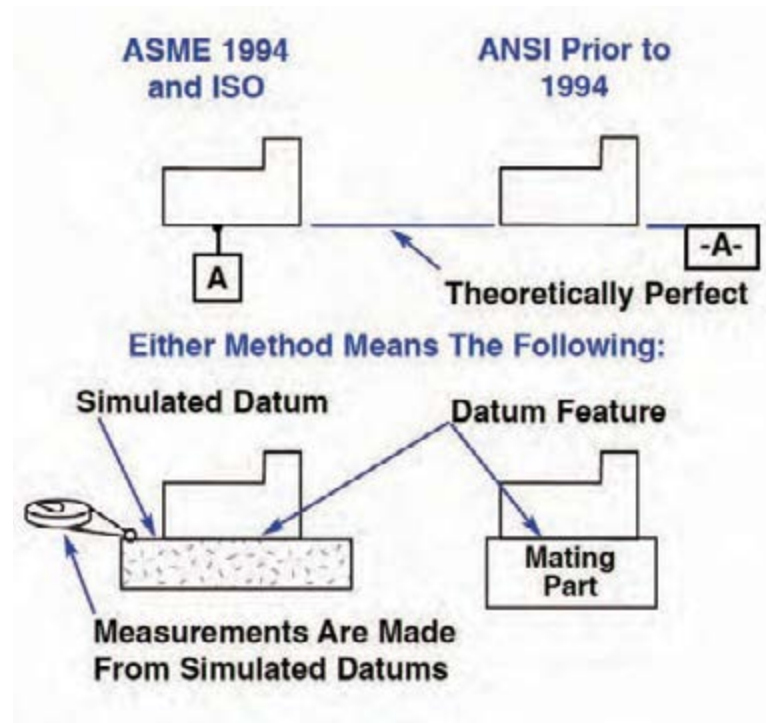 ASME 1994
and ISO
ANSI Prior to
1994
A
-A-
Theoretically Perfect
Either Method Means The Following:
Simulated Datum
Datum Feature
Mating
Part
Measurements Are Made
From Simulated Datums